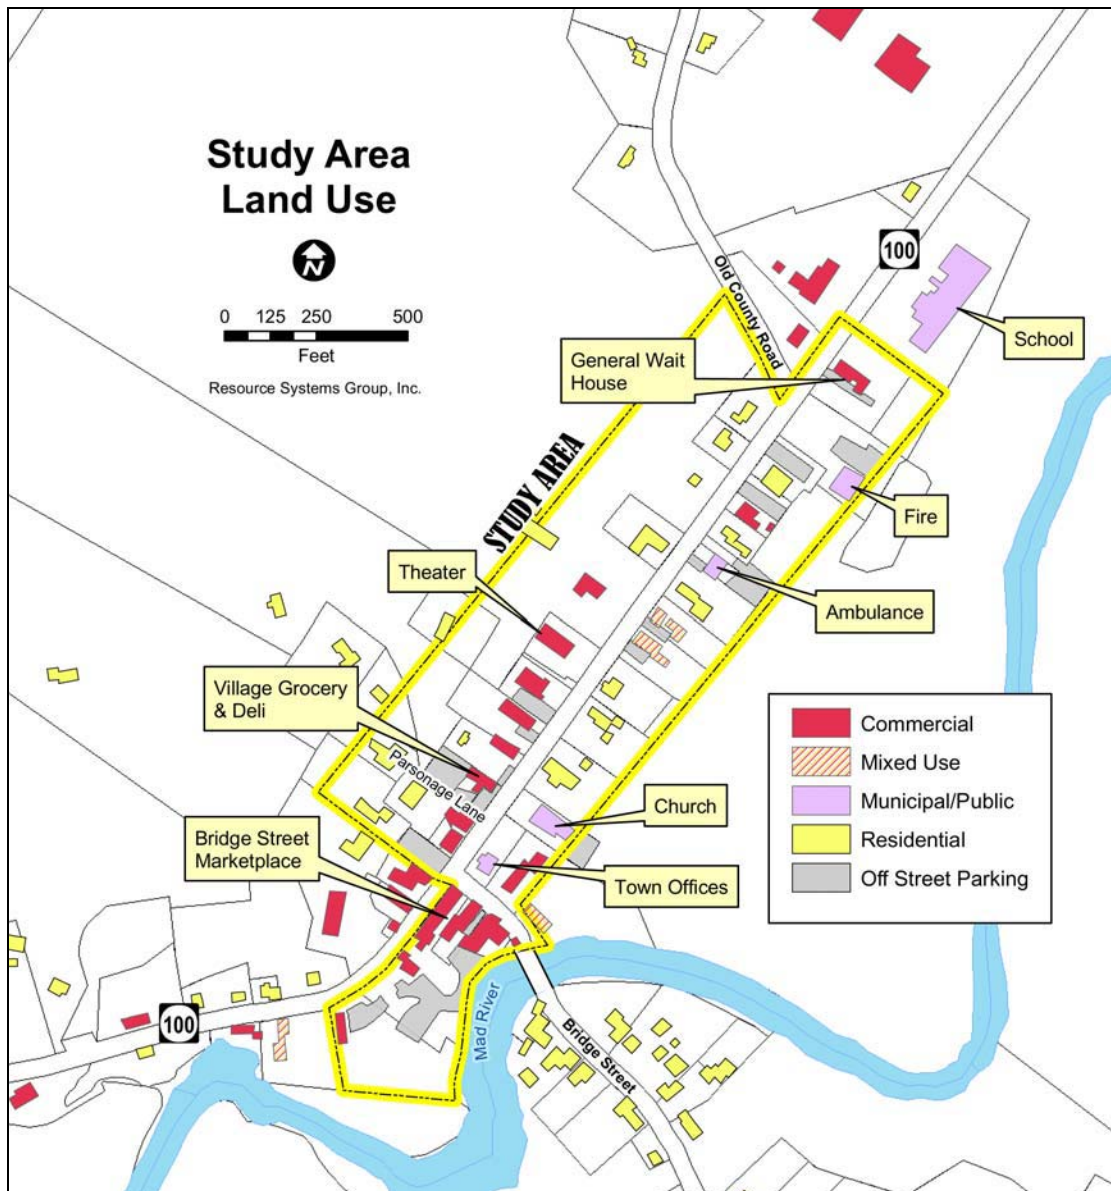 Study Area
Land Use
N
0 125 250 500
Feet
Resource Systems Group, Inc.
100
Old County Road
School
General Wait
House
STUDY AREA
Fire
Theater
Ambulance
Village Grocery
& Deli
Parsonage Lane
Church
Bridge Street
Marketplace
Town Offices
Commercial
Mixed Use
Municipal/Public
Residential
Off Street Parking
100
Mad River
Bridge Street